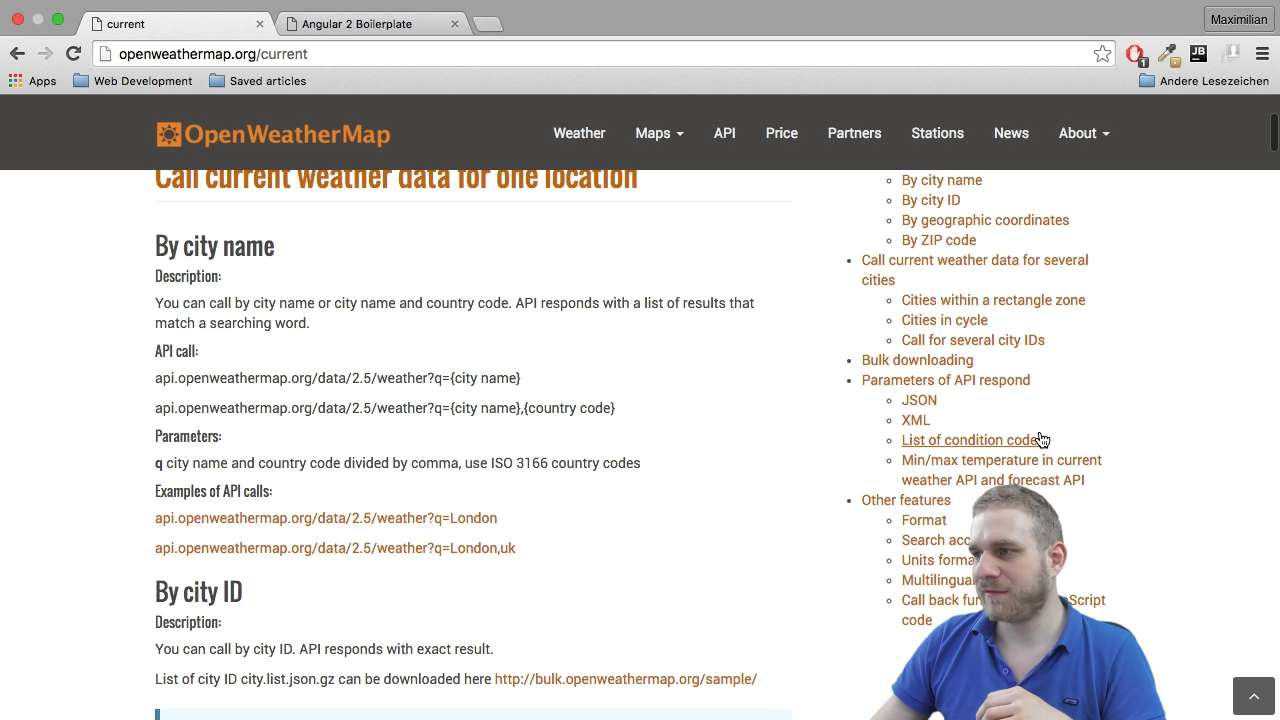 current
Angular 2 Boilerplate
Maximilian
openweathermap.org/current
1
JB
Apps
Web Development
Saved articles
Andere Lesezeichen
OpenWeatherMap
Weather
Maps
API
Price
Partners
Stations
News
About
Call current weather data for one location
By city name
Description:
You can call by city name or city name and country code. API responds with a list of results that
match a searching word.
API call:
api.openweathermap.org/data/2.5/weather?q={city name}
api.openweathermap.org/data/2.5/weather?q={city name},{country code}
Parameters:
q city name and country code divided by comma, use ISO 3166 country codes
Examples of API calls:
api.openweathermap.org/data/2.5/weather?q=London
api.openweathermap.org/data/2.5/weather?q=London,uk
By city ID
Description:
You can call by city ID. API responds with exact result.
List of city ID city.list.json.gz can be downloaded here http://bulk.openweathermap.org/sample/
By city name
By city ID
By geographic coordinates
By ZIP code
Call current weather data for several
cities
Cities within a rectangle zone
Cities in cycle
Call for several city IDs
Bulk downloading
Parameters of API respond
JSON
XML
List of condition code
Min/max temperature in current
weather API and forecast API
Other features
Format
Search
Units
Call back
code